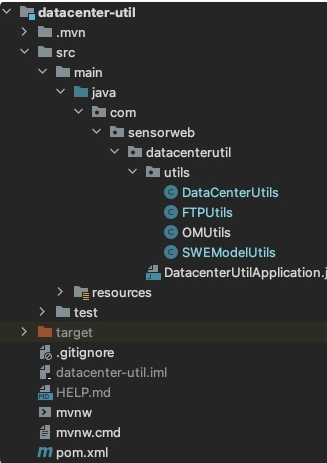 datacenter-util
.mvn
src
main
java
com
sensorweb
datacenterutil
utils
DataCenterUtils
FTPUtils
OMUtils
SWEModelUtils
DatacenterUtilApplication.j
resources
test
target
.gitignore
datacenter-util.iml
HELP.md
mvnw
mvnw.cmd
pom.xml